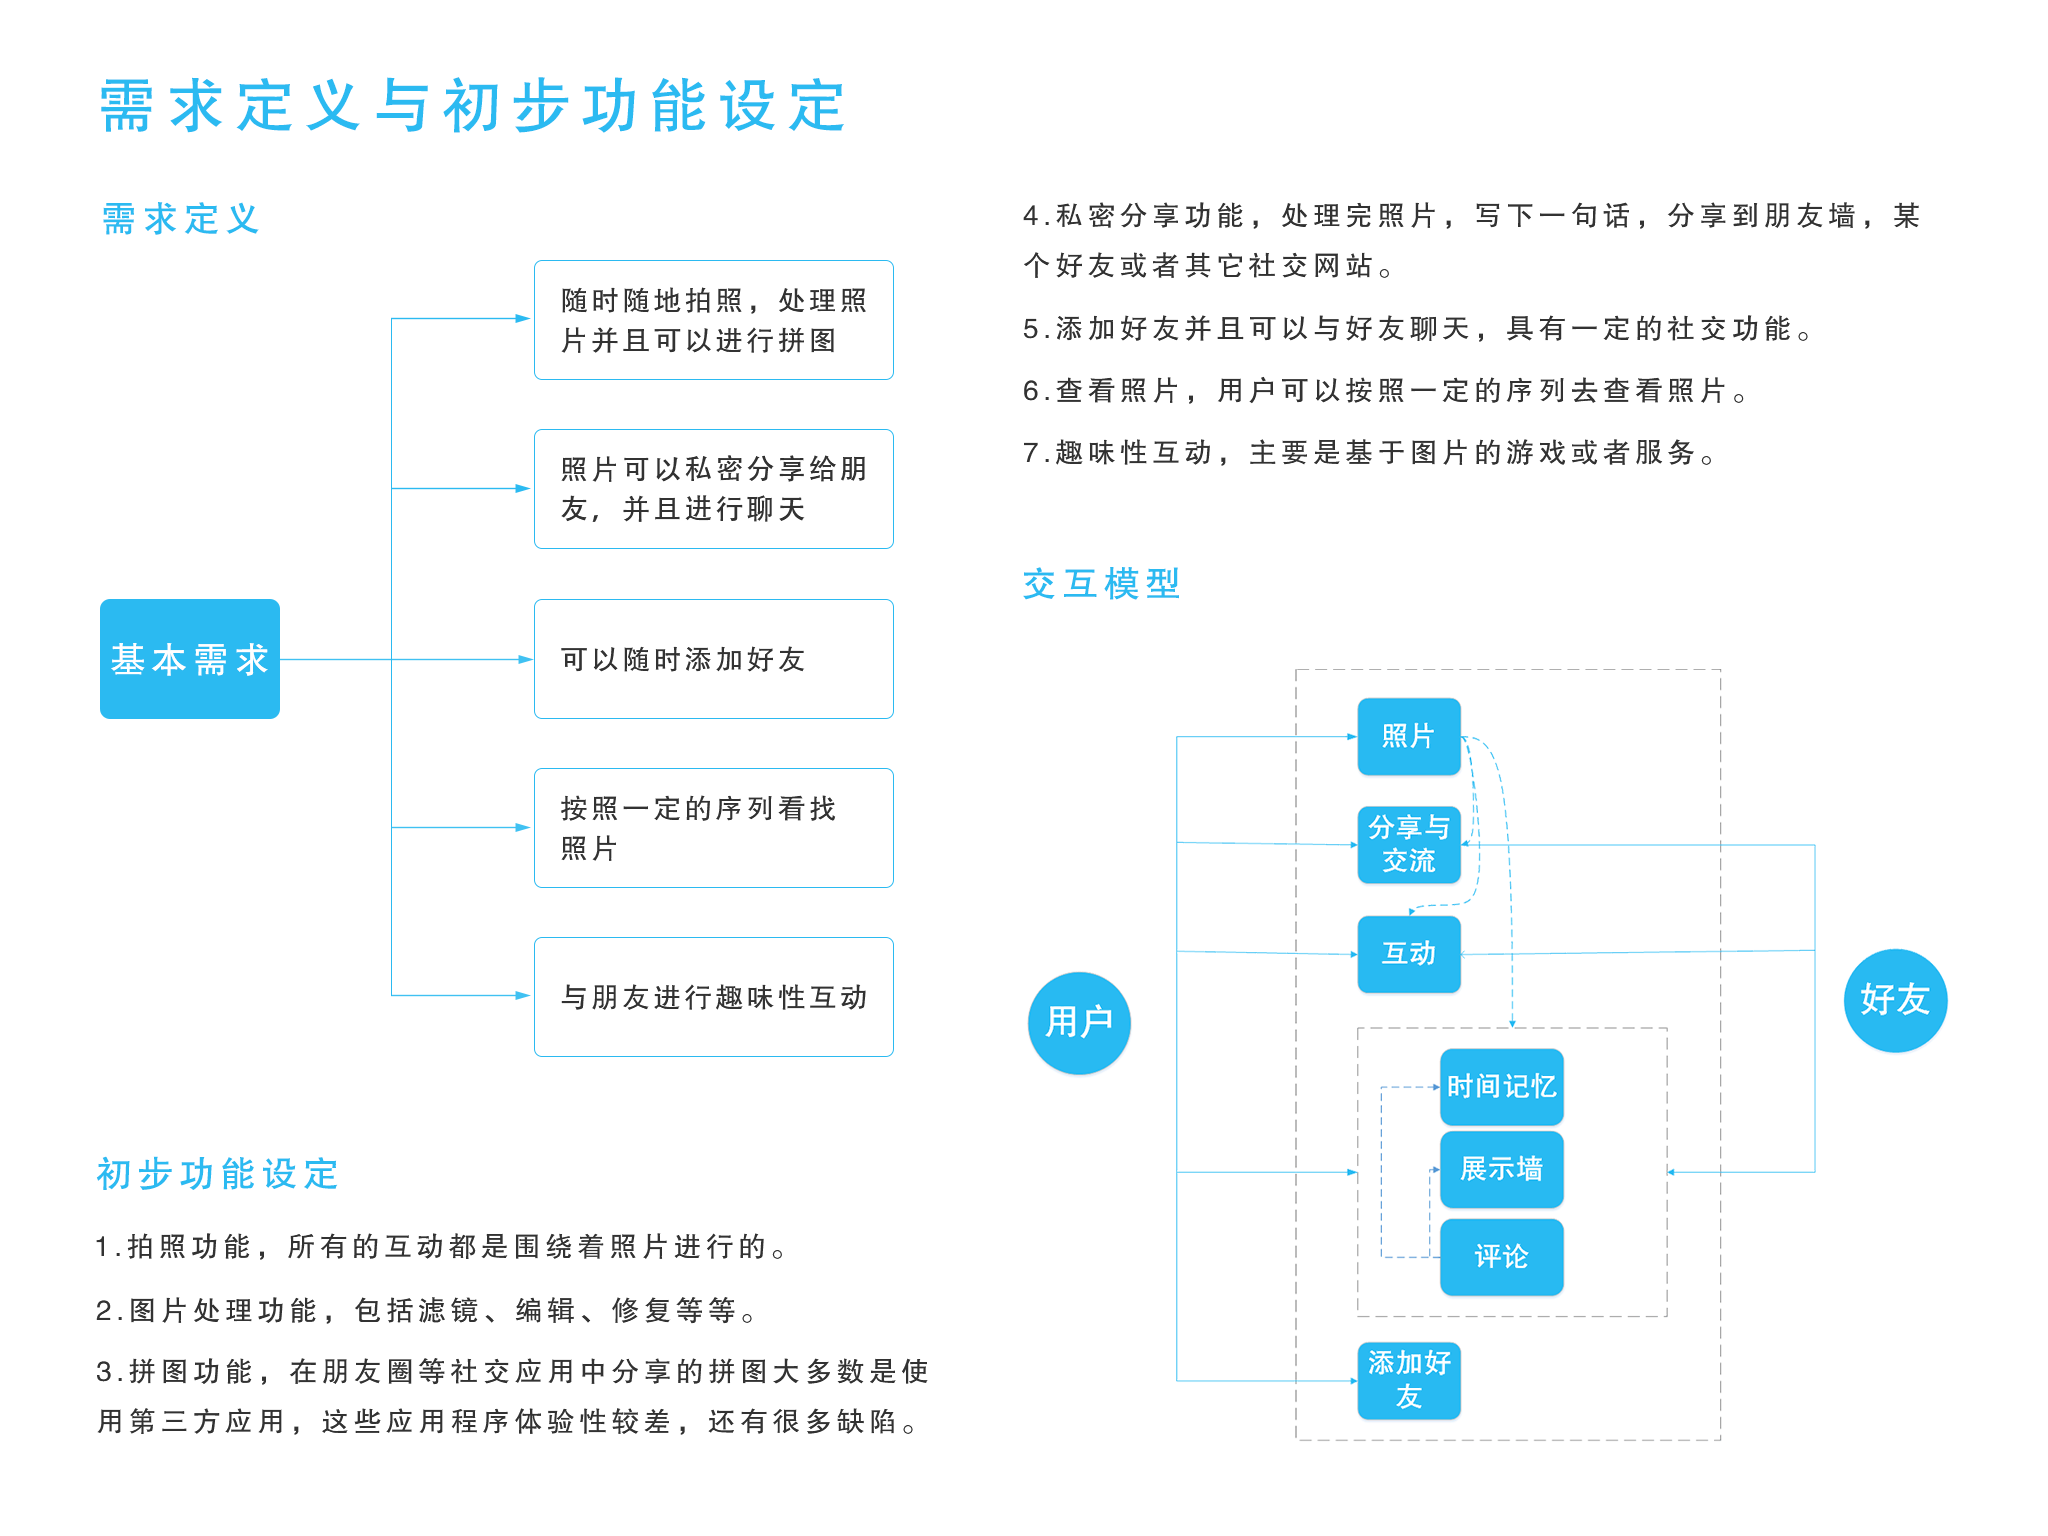 需求定义与初步功能设定
需求定义
基本需求
随时随地拍照，处理照
片并且可以进行拼图
照片可以私密分享给朋
友，并且进行聊天
可以随时添加好友
按照一定的序列看找
照片
与朋友进行趣味性互动
初步功能设定
1.拍照功能，所有的互动都是围绕着照片进行的。
2.图片处理功能，包括滤镜、编辑、修复等等。
3.拼图功能，在朋友圈等社交应用中分享的拼图大多数是使
用第三方应用，这些应用程序体验性较差，还有很多缺陷。
4.私密分享功能，处理完照片，写下一句话，分享到朋友墙，某
个好友或者其它社交网站。
5.添加好友并且可以与好友聊天，具有一定的社交功能。
6.查看照片，用户可以按照一定的序列去查看照片。
7.趣味性互动，主要是基于图片的游戏或者服务。
交互模型
用户
照片
分享与
交流
互动
时间记忆
展示墙
评论
添加好
友
好友